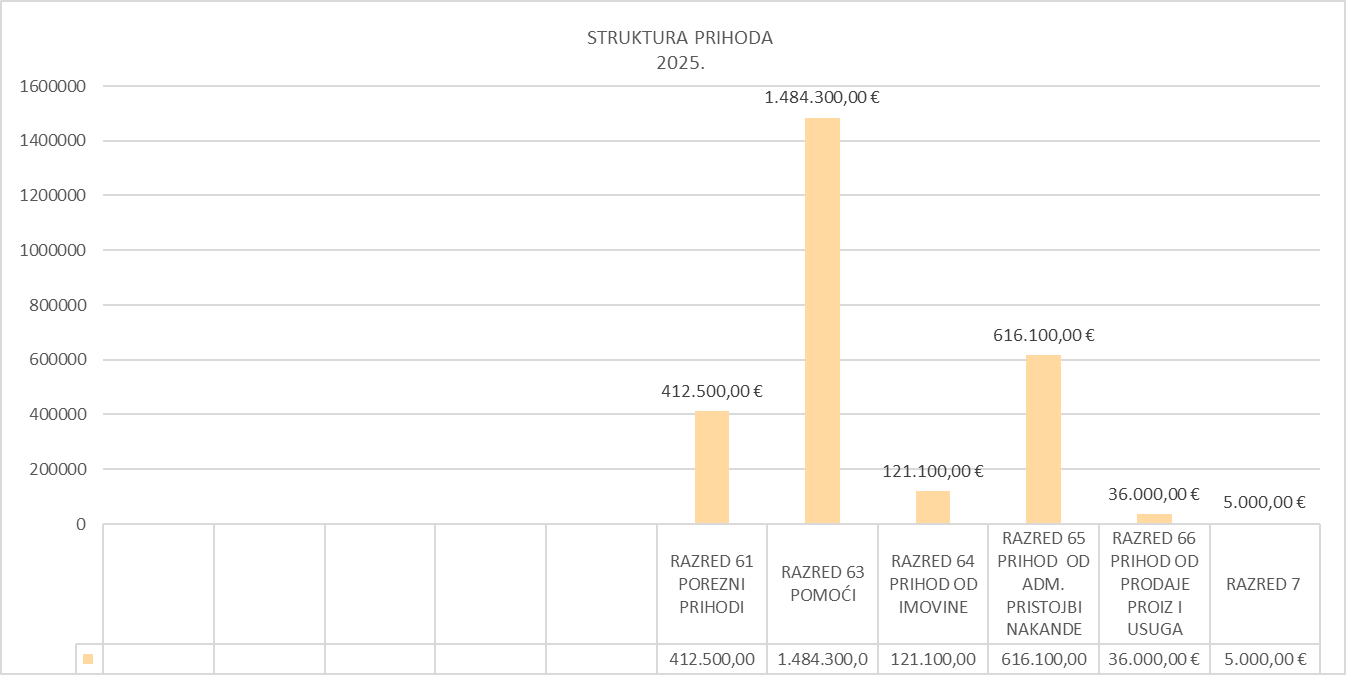 STRUKTURA PRIHODA
2025.
1600000
1400000
1200000
1000000
800000
600000
400000
200000
0
412.500,00 €
1.484.300,00 €
121.100,00 €
616.100,00 €
36.000,00 €
5.000,00 €
RAZRED 61
POREZNI
PRIHODI
RAZRED 63
POMOĆI
RAZRED 64
PRIHOD OD
IMOVINE
RAZRED 65
PRIHOD  OD
ADM.
PRISTOJBI
NAKANDE
RAZRED 66
PRIHOD OD
PRODAJE
PROIZ I
USUGA
RAZRED 7
412.500,00 1.484.300,0 121.100,00 616.100,00 36.000,00 € 5.000,00 €